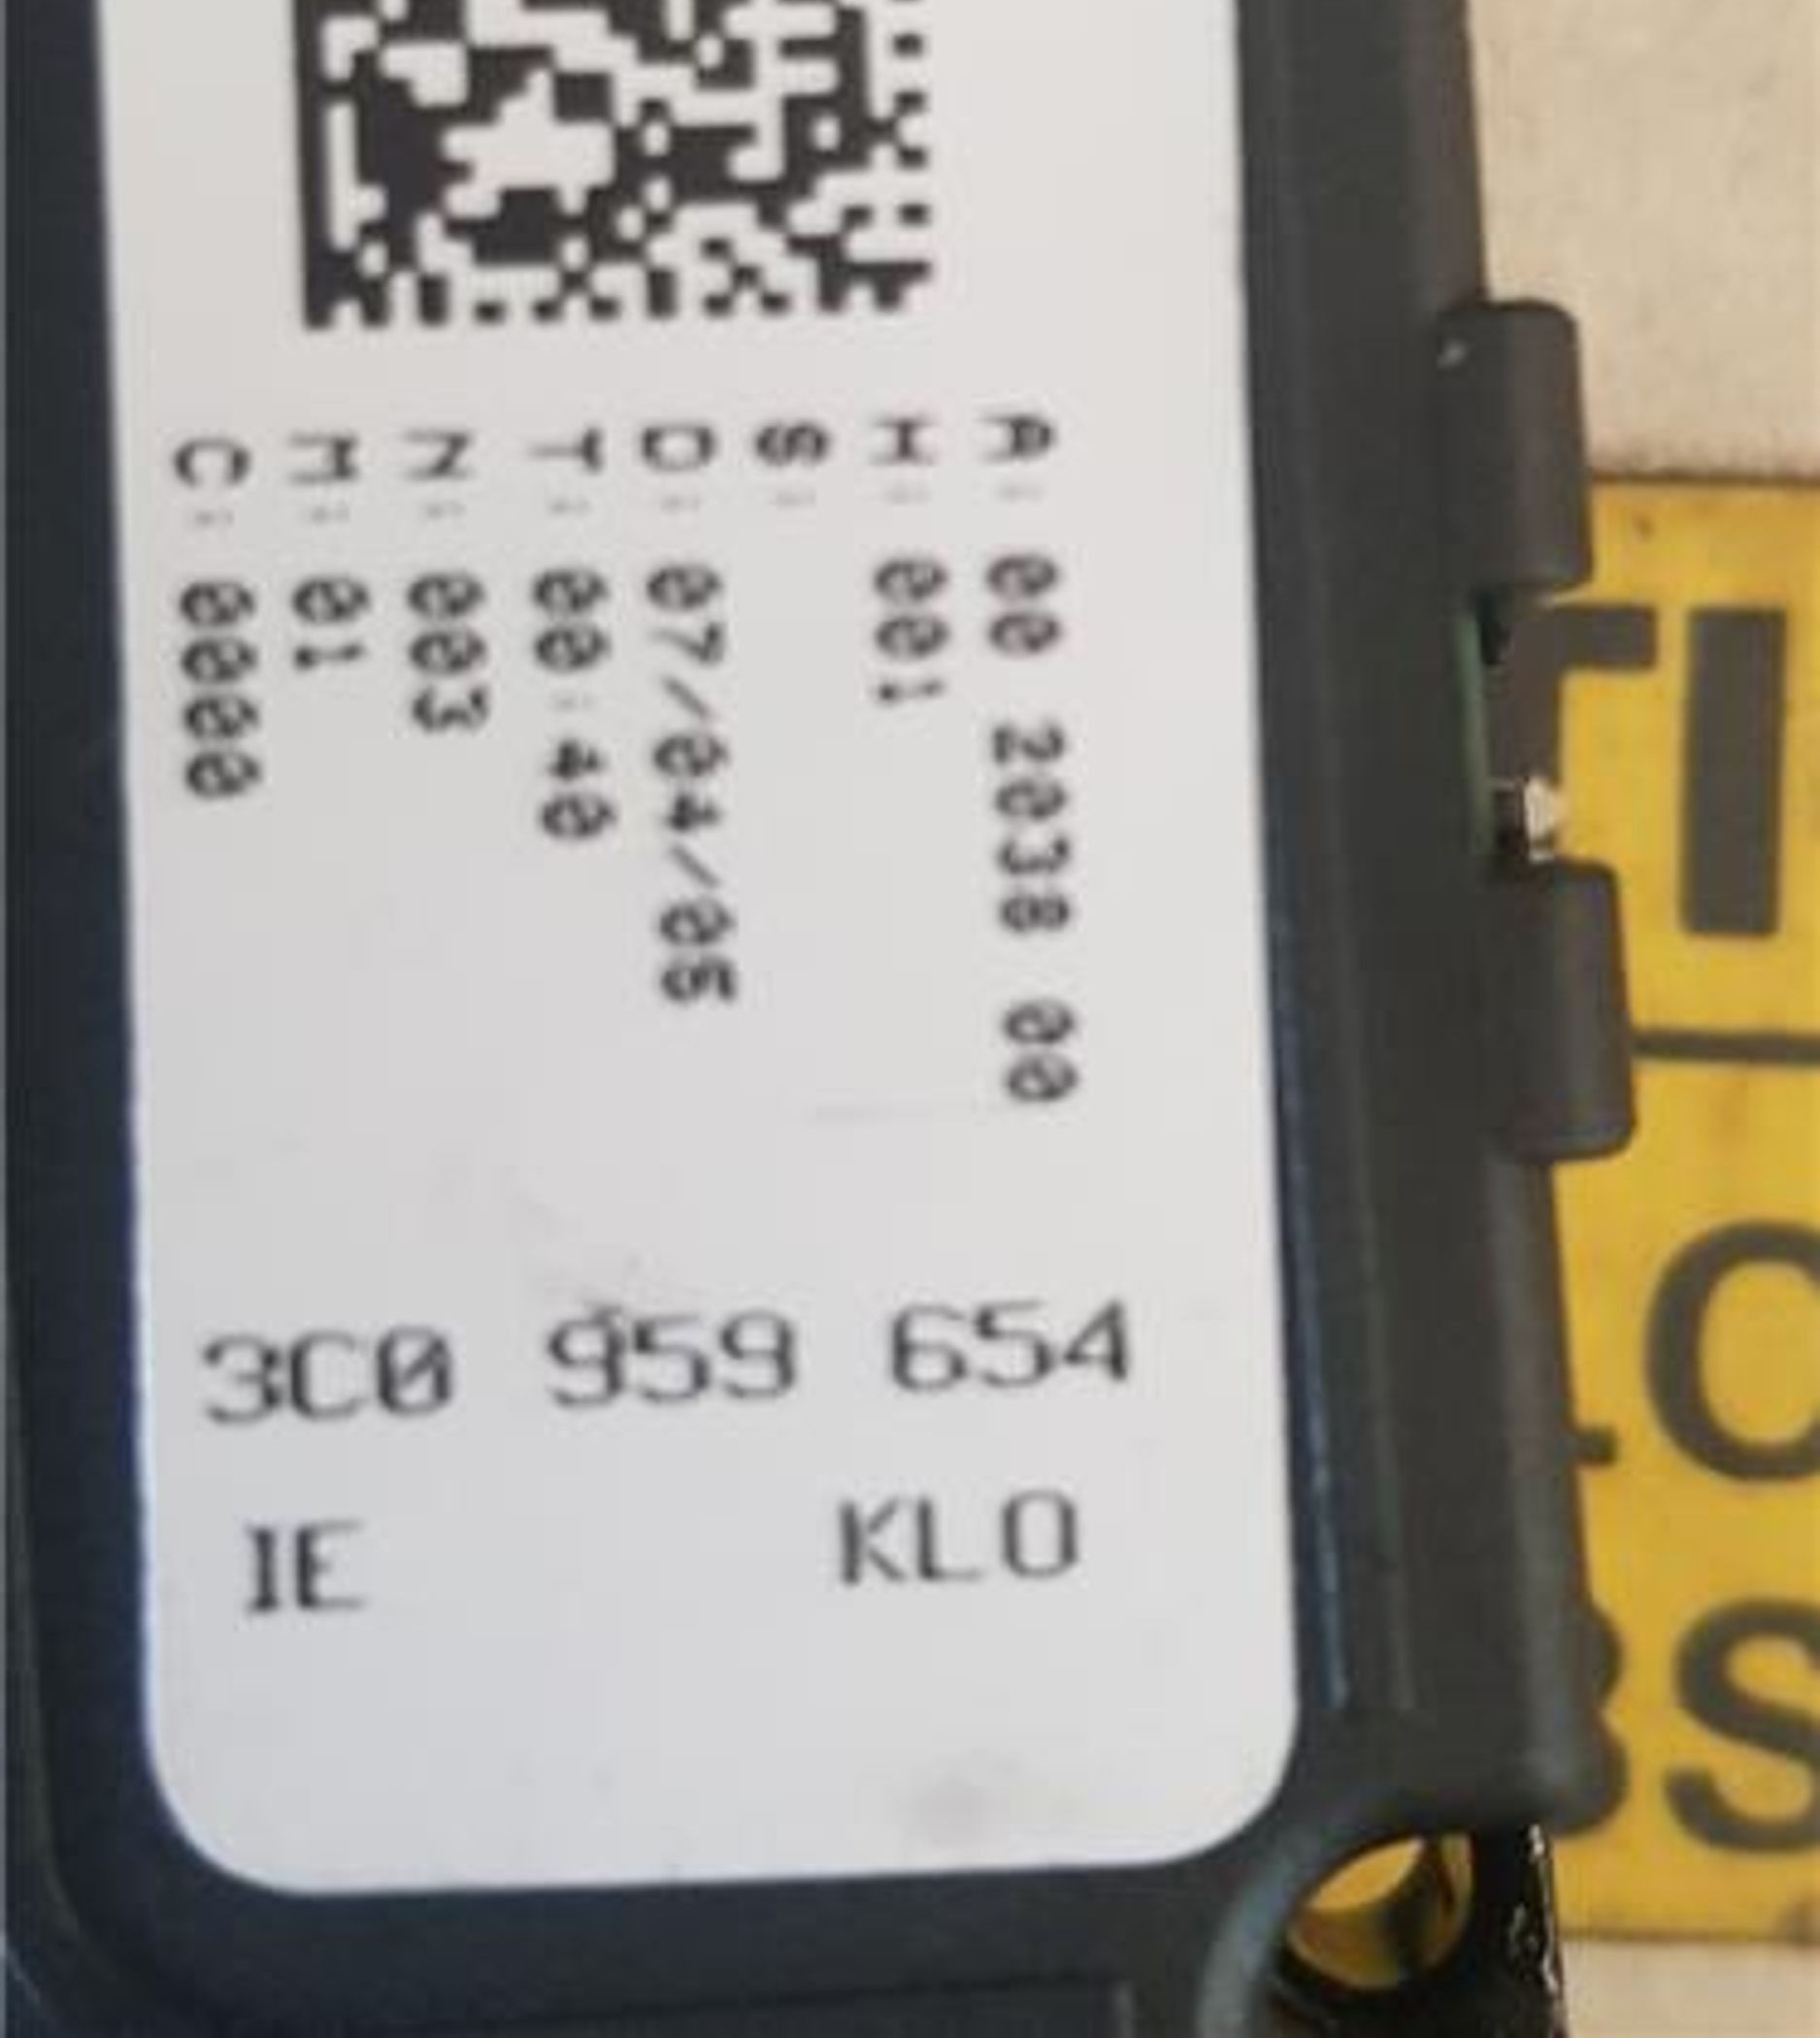 A: 00 2038 00
H: 001
S:
D: 07/04/05
T: 00:40
N: 003
M: 01
C: 0000
3C0 959 654
IE KLO